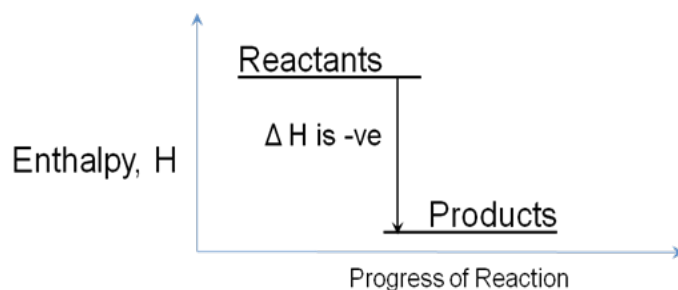 Reactants
Δ H is -ve
Enthalpy, H
Products
Progress of Reaction